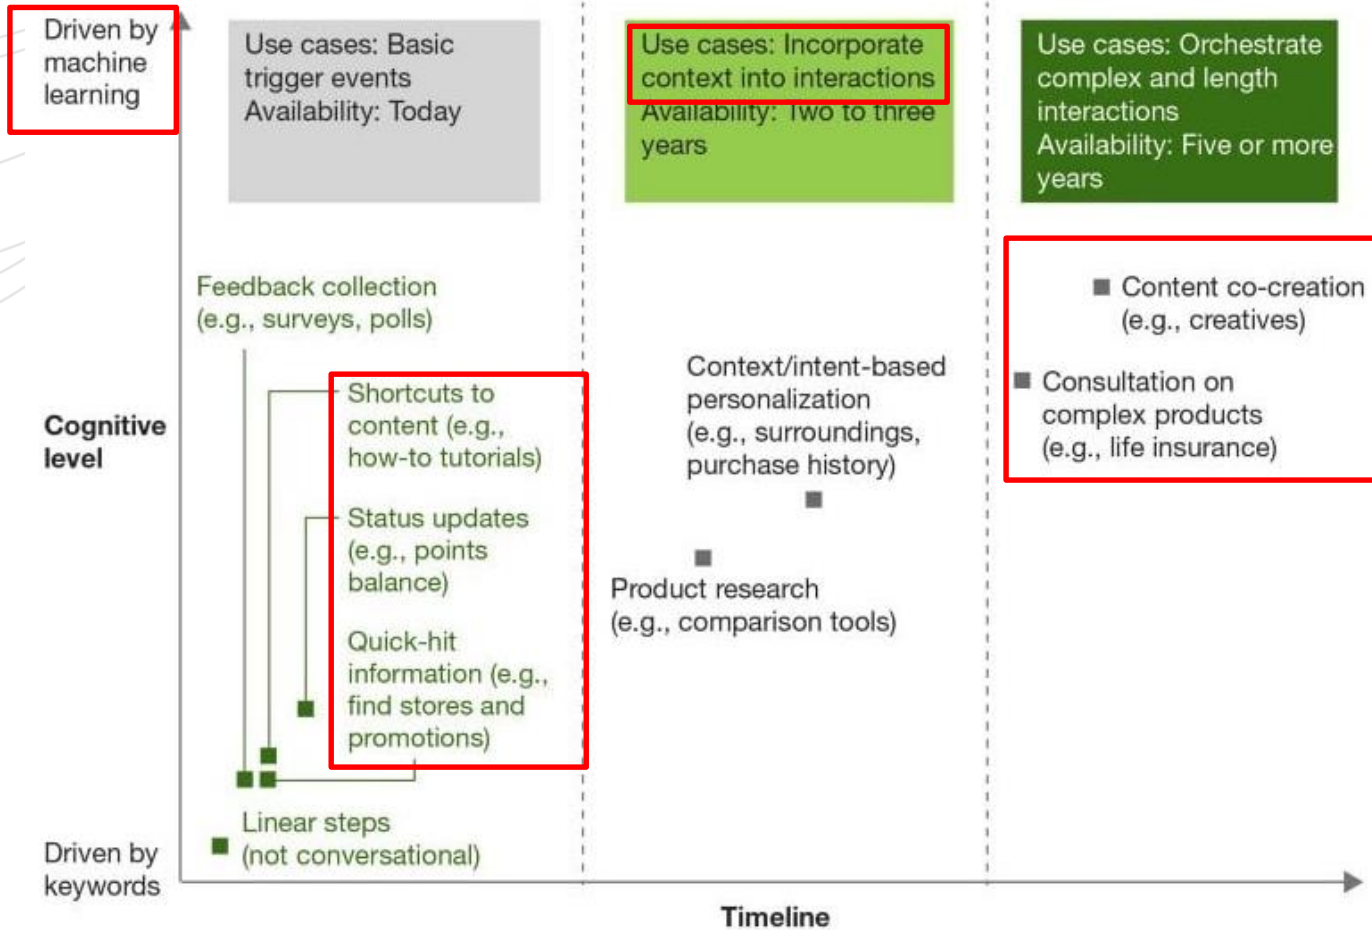 Driven by
machine
learning
Use cases: Basic
trigger events
Availability: Today
Use cases: Incorporate
context into interactions
Availability: Two to three
years
Use cases: Orchestrate
complex and length
interactions
Availability: Five or more
years
Feedback collection
(e.g., surveys, polls)
Shortcuts to
content (e.g.,
how-to tutorials)
Status updates
(e.g., points
balance)
Quick-hit
information (e.g.,
find stores and
promotions)
Linear steps
(not conversational)
Context/intent-based
personalization
(e.g., surroundings,
purchase history)
Product research
(e.g., comparison tools)
Content co-creation
(e.g., creatives)
Consultation on
complex products
(e.g., life insurance)
Cognitive
level
Driven by
keywords
Timeline